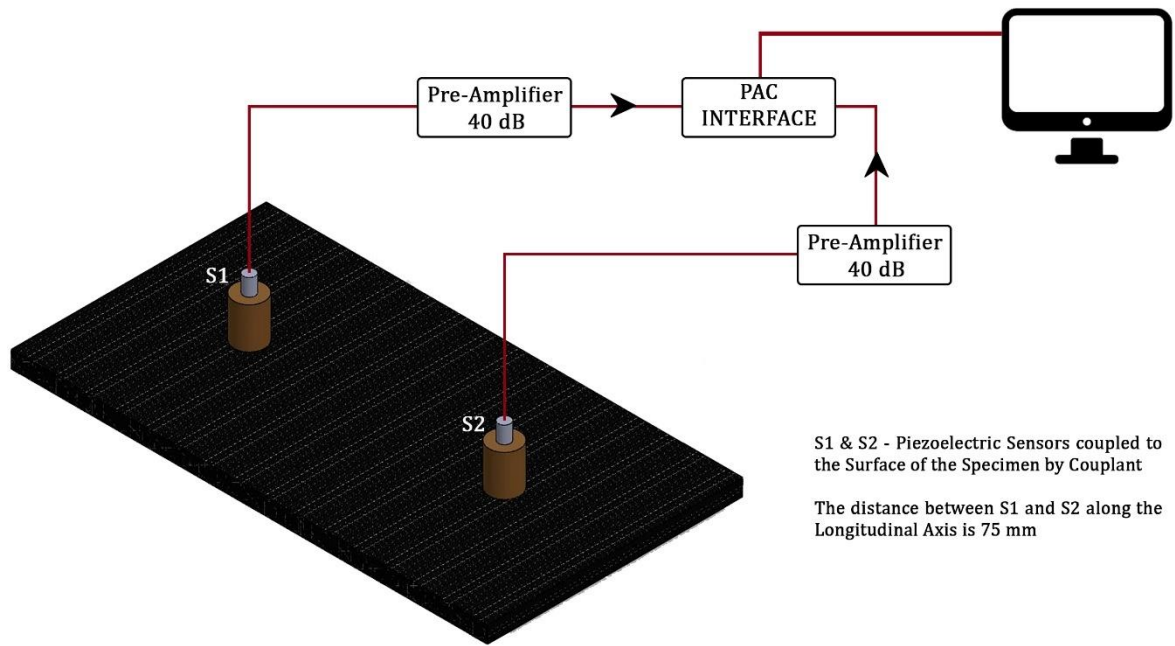 Pre-Amplifier
40 dB
PAC
INTERFACE
Pre-Amplifier
40 dB
S1
S2
S1 & S2 - Piezoelectric Sensors coupled to
the Surface of the Specimen by Couplant
The distance between S1 and S2 along the
Longitudinal Axis is 75 mm